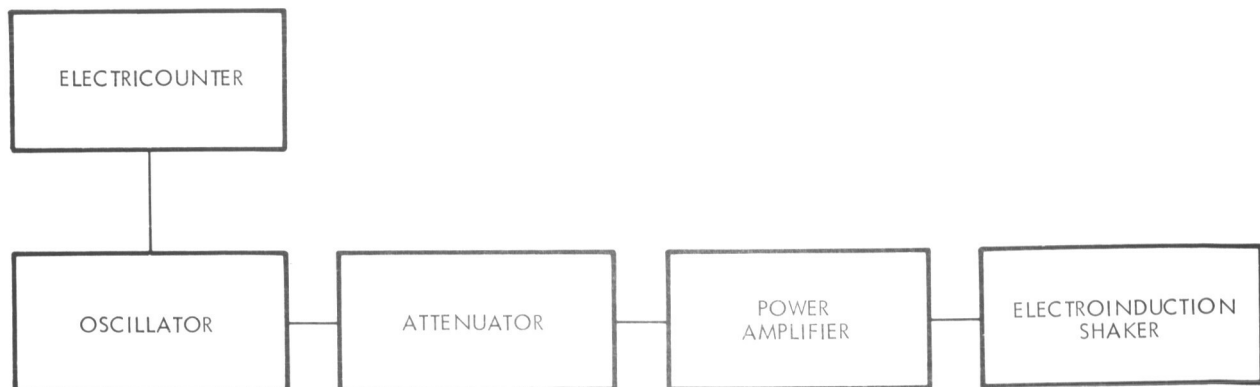 ELECTRICOUNTER
OSCILLATOR
ATTENUATOR
POWER
AMPLIFIER
ELECTROINDUCTION
SHAKER